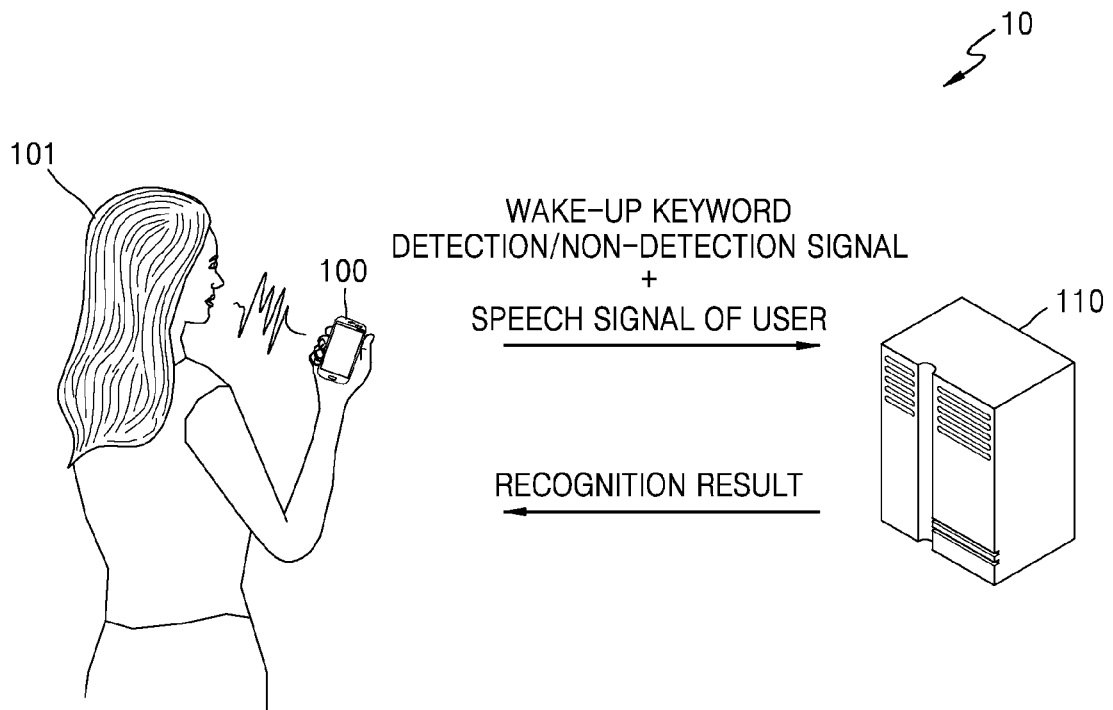 10
101
WAKE-UP KEYWORD
DETECTION/NON-DETECTION SIGNAL
+
SPEECH SIGNAL OF USER
100
110
RECOGNITION RESULT